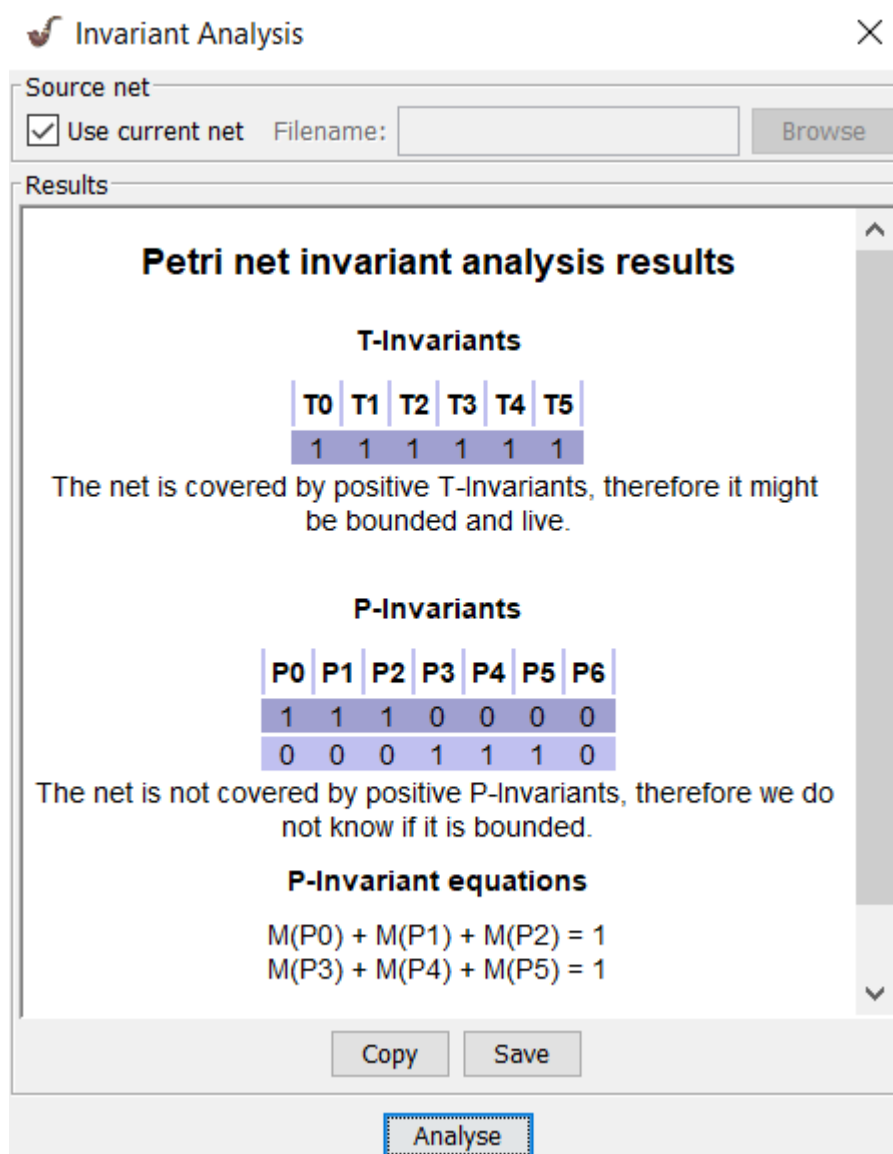 Invariant Analysis
Source net
Use current net Filename: Browse
Results
Petri net invariant analysis results
T-Invariants
T0 T1 T2 T3 T4 T5
1 1 1 1 1 1
The net is covered by positive T-Invariants, therefore it might
be bounded and live.
P-Invariants
P0 P1 P2 P3 P4 P5 P6
1 1 1 0 0 0 0
0 0 0 1 1 1 0
The net is not covered by positive P-Invariants, therefore we do
not know if it is bounded.
P-Invariant equations
M(P0) + M(P1) + M(P2) = 1
M(P3) + M(P4) + M(P5) = 1
Copy Save
Analyse